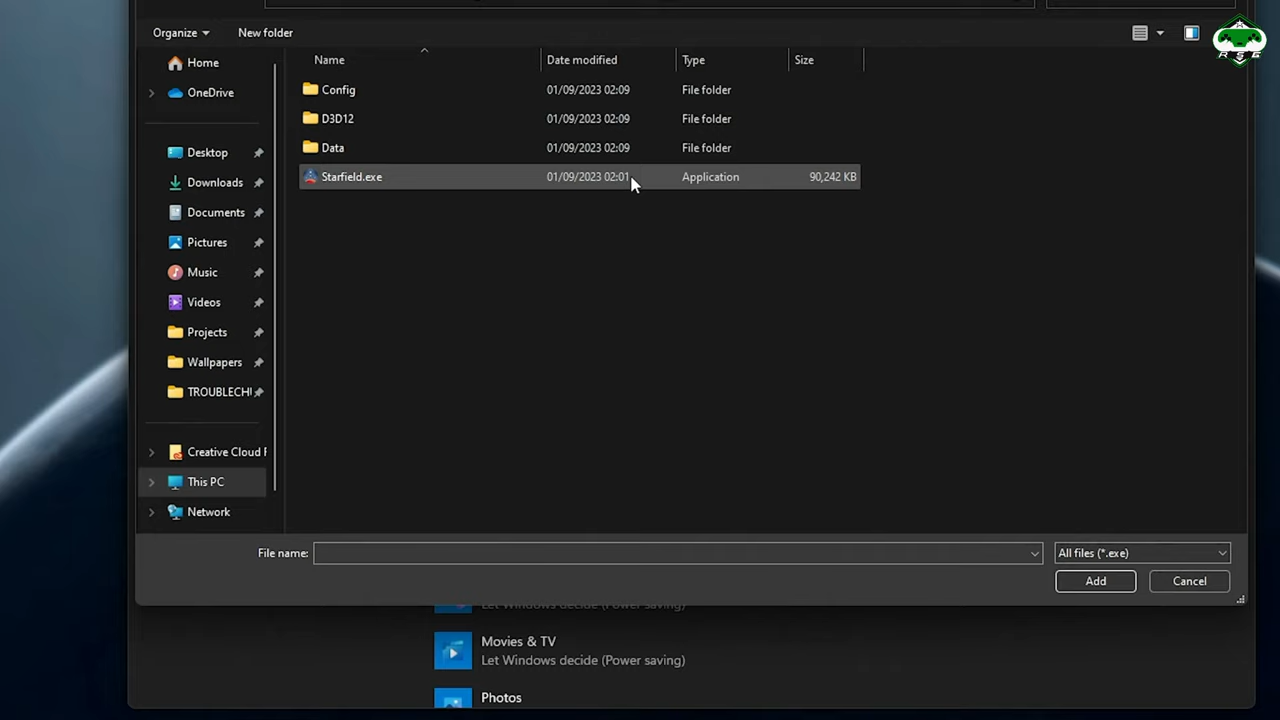 Organize
New folder
Name
Date modified
Type
Size
Home
OneDrive
Desktop
Downloads
Documents
Pictures
Music
Videos
Projects
Wallpapers
TROUBLECH
Creative Cloud F
This PC
Network
Config 01/09/2023 02:09 File folder
D3D12 01/09/2023 02:09 File folder
Data 01/09/2023 02:09 File folder
Starfield.exe 01/09/2023 02:01 Application 90,242 KB
File name:
All files (*.exe)
Add
Cancel
Let Windows decide (Power saving)
Movies & TV
Let Windows decide (Power saving)
Photos
R S G